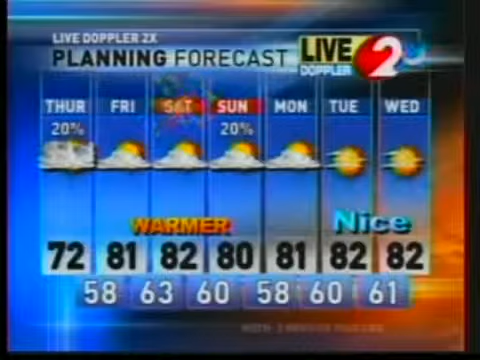 LIVE DOPPLER 2X
PLANNING FORECAST
LIVE
DOPPLER
2
THUR FRI SAT SUN MON TUE WED
20% 20%
WARMER Nice
72 81 82 80 81 82 82
58 63 60 58 60 61